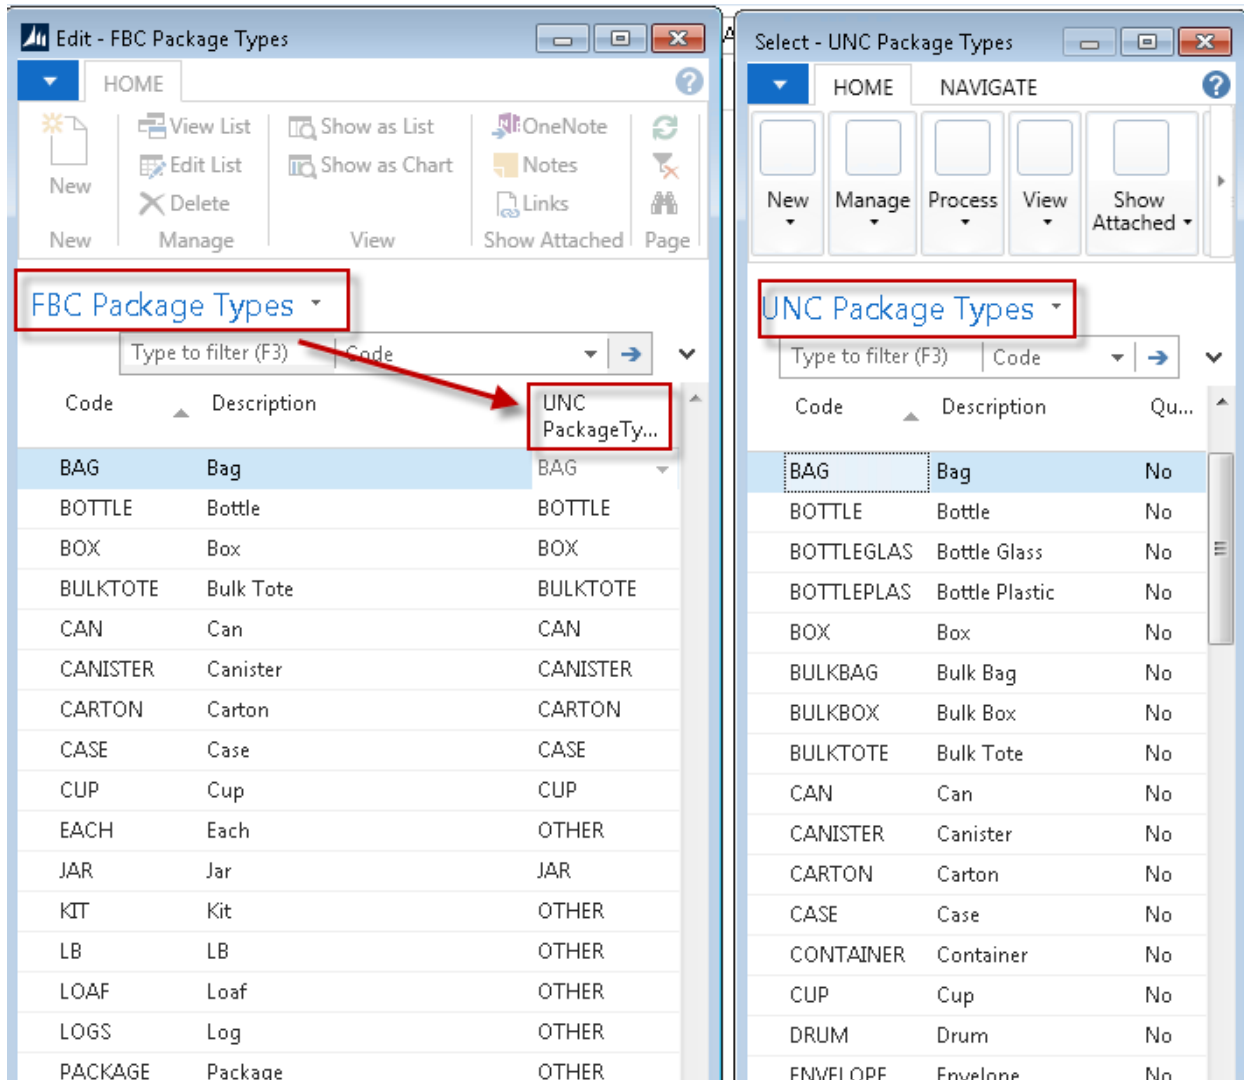 Edit - FBC Package Types
HOME
New
View List
Edit List
Delete
Show as List
Show as Chart
OneNote
Notes
Links
New
Manage
View
Show Attached
Page
FBC Package Types
Type to filter (F3)
Code
Code Description UNC PackageTy...
BAG Bag BAG
BOTTLE Bottle BOTTLE
BOX Box BOX
BULKTOTE Bulk Tote BULKTOTE
CAN Can CAN
CANISTER Canister CANISTER
CARTON Carton CARTON
CASE Case CASE
CUP Cup CUP
EACH Each OTHER
JAR Jar JAR
KIT Kit OTHER
LB LB OTHER
LOAF Loaf OTHER
LOGS Log OTHER
PACKAGE Package OTHER
Select - UNC Package Types
HOME NAVIGATE
New
Manage
Process
View
Show Attached
UNC Package Types
Type to filter (F3)
Code
Code Description Qu...
BAG Bag No
BOTTLE Bottle No
BOTTLEGLAS Bottle Glass No
BOTTLEPLAS Bottle Plastic No
BOX Box No
BULKBAG Bulk Bag No
BULKBOX Bulk Box No
BULKTOTE Bulk Tote No
CAN Can No
CANISTER Canister No
CARTON Carton No
CASE Case No
CONTAINER Container No
CUP Cup No
DRUM Drum No
ENVELOPE Envelope No